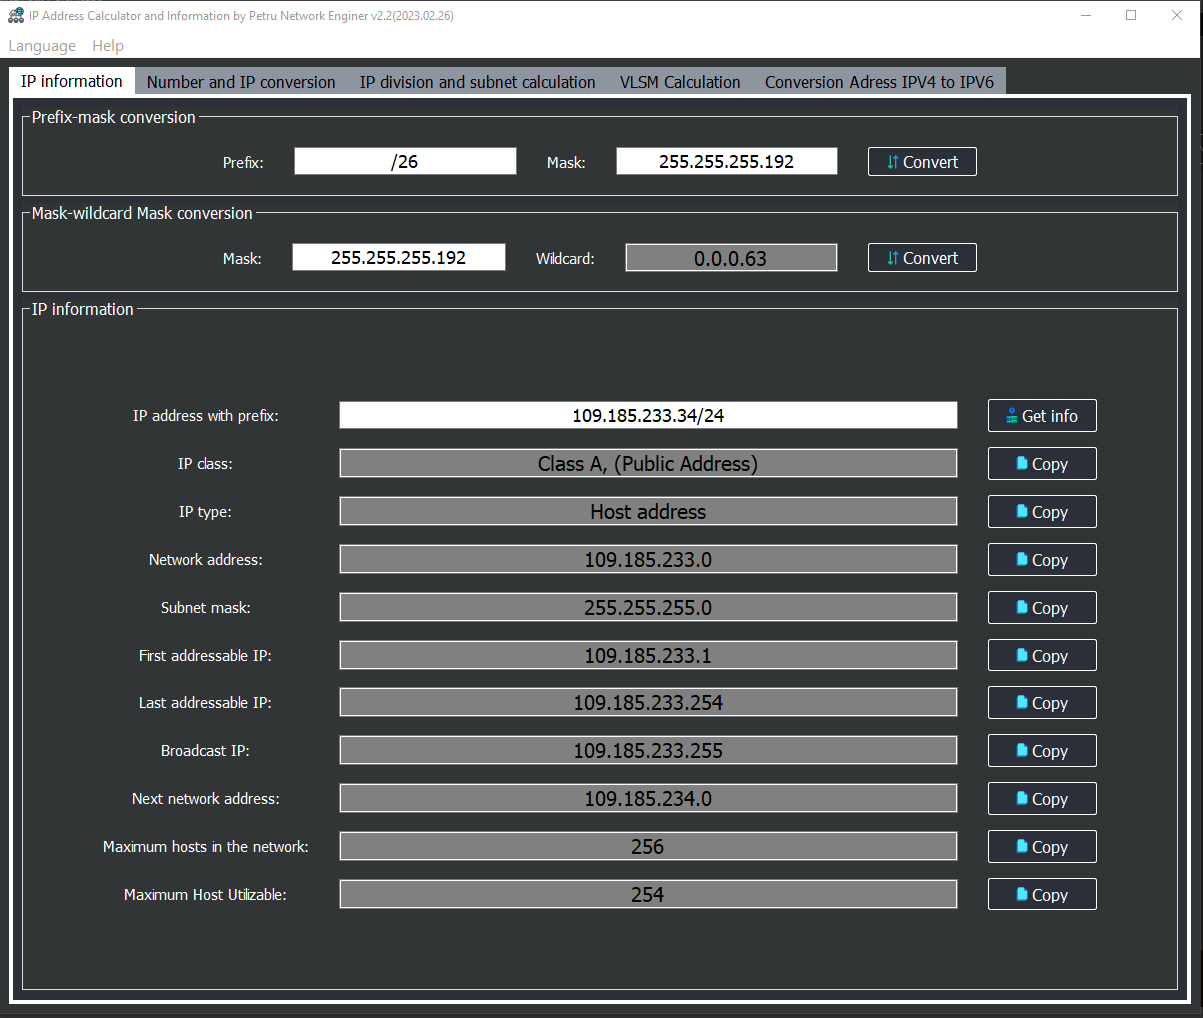 IP Address Calculator and Information by Petru Network Enginer v2.2(2023.02.26)
Language Help
IP information Number and IP conversion IP division and subnet calculation VLSM Calculation Conversion Adress IPV4 to IPV6
Prefix-mask conversion
Prefix: /26 Mask: 255.255.255.192 Convert
Mask-wildcard Mask conversion
Mask: 255.255.255.192 Wildcard: 0.0.0.63 Convert
IP information
IP address with prefix: 109.185.233.34/24 Get info
IP class: Class A, (Public Address) Copy
IP type: Host address Copy
Network address: 109.185.233.0 Copy
Subnet mask: 255.255.255.0 Copy
First addressable IP: 109.185.233.1 Copy
Last addressable IP: 109.185.233.254 Copy
Broadcast IP: 109.185.233.255 Copy
Next network address: 109.185.234.0 Copy
Maximum hosts in the network: 256 Copy
Maximum Host Utilizable: 254 Copy